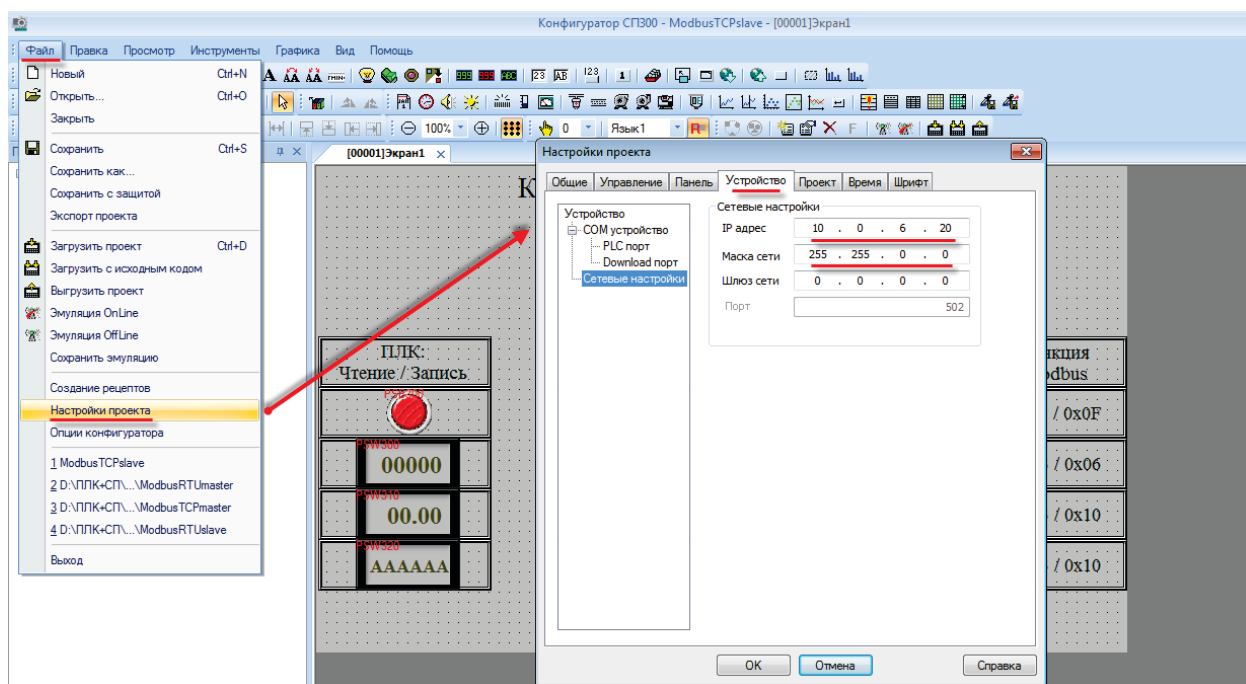 Конфигуратор СП300 - ModbusTCPslave - [00001]Экран1
Файл Правка Просмотр Инструменты Графика Вид Помощь
Новый Ctrl+N
Открыть... Ctrl+O
Закрыть
Сохранить Ctrl+S
Сохранить как...
Сохранить с защитой
Экспорт проекта
Загрузить проект Ctrl+D
Загрузить с исходным кодом
Выгрузить проект
Эмуляция OnLine
Эмуляция OffLine
Сохранить эмуляцию
Создание рецептов
Настройки проекта
Опции конфигуратора
1 ModbusTCPslave
2 D:\ПЛК+СП\...\ModbusRTUmaster
3 D:\ПЛК+СП\...\ModbusTCPmaster
4 D:\ПЛК+СП\...\ModbusRTUslave
Выход
100% 0 Язык1
[00001]Экран1
К
ПЛК:
Чтение / Запись
PSW300
00000
PSW310
00.00
PSW320
AAAAAA
Настройки проекта
Общие Управление Панель Устройство Проект Время Шрифт
Устройство
COM устройство
PLC порт
Download порт
Сетевые настройки
Сетевые настройки
IP адрес 10 . 0 . 6 . 20
Маска сети 255 . 255 . 0 . 0
Шлюз сети 0 . 0 . 0 . 0
Порт 502
OK Отмена Справка
нкция
odbus
/ 0x0F
/ 0x06
/ 0x10
/ 0x10